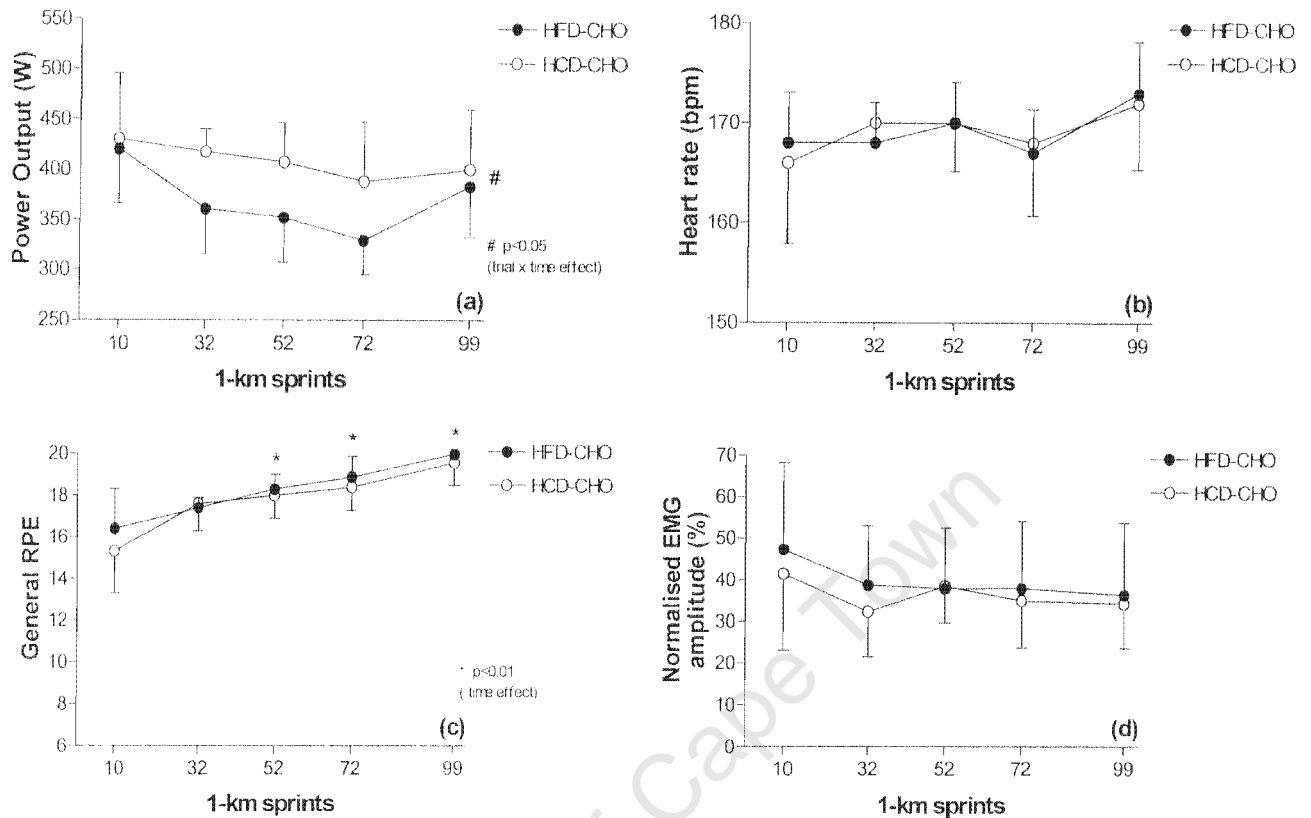 550
500
450
400
350
300
250
Power Output (W)
HFD-CHO
HCD-CHO
#
# p<0.05
(trial x time effect)
(a)
10 32 52 72 99
1-km sprints
180
170
160
150
Heart rate (bpm)
HFD-CHO
HCD-CHO
(b)
10 32 52 72 99
1-km sprints
20
18
16
14
12
10
8
6
General RPE
* * *
HFD-CHO
HCD-CHO
* p<0.01
( time effect)
(c)
10 32 52 72 99
1-km sprints
70
60
50
40
30
20
10
0
Normalised EMG
amplitude (%)
HFD-CHO
HCD-CHO
(d)
10 32 52 72 99
1-km sprints
Cape Town